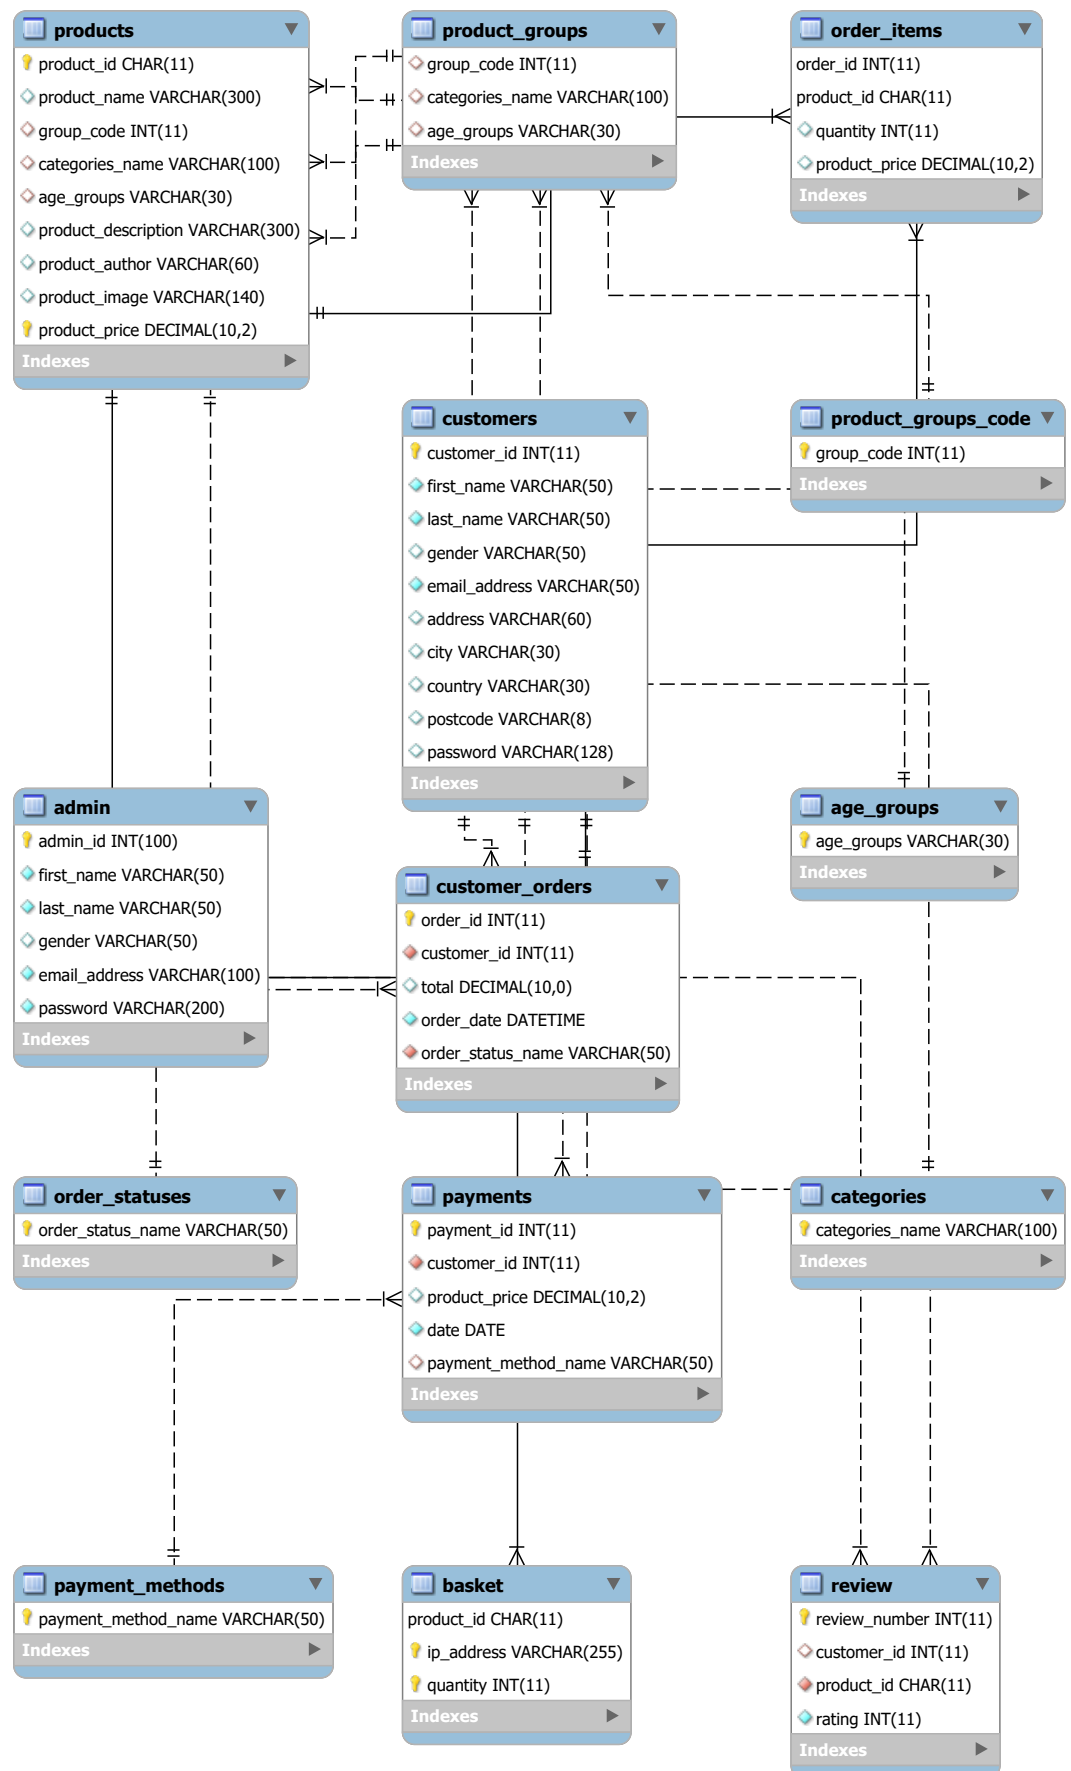 products
product_id CHAR(11)
product_name VARCHAR(300)
group_code INT(11)
categories_name VARCHAR(100)
age_groups VARCHAR(30)
product_description VARCHAR(300)
product_author VARCHAR(60)
product_image VARCHAR(140)
product_price DECIMAL(10,2)
Indexes
product_groups
group_code INT(11)
categories_name VARCHAR(100)
age_groups VARCHAR(30)
Indexes
order_items
order_id INT(11)
product_id CHAR(11)
quantity INT(11)
product_price DECIMAL(10,2)
Indexes
customers
customer_id INT(11)
first_name VARCHAR(50)
last_name VARCHAR(50)
gender VARCHAR(50)
email_address VARCHAR(50)
address VARCHAR(60)
city VARCHAR(30)
country VARCHAR(30)
postcode VARCHAR(8)
password VARCHAR(128)
Indexes
product_groups_code
group_code INT(11)
Indexes
admin
admin_id INT(100)
first_name VARCHAR(50)
last_name VARCHAR(50)
gender VARCHAR(50)
email_address VARCHAR(100)
password VARCHAR(200)
Indexes
customer_orders
order_id INT(11)
customer_id INT(11)
total DECIMAL(10,0)
order_date DATETIME
order_status_name VARCHAR(50)
Indexes
age_groups
age_groups VARCHAR(30)
Indexes
order_statuses
order_status_name VARCHAR(50)
Indexes
payments
payment_id INT(11)
customer_id INT(11)
product_price DECIMAL(10,2)
date DATE
payment_method_name VARCHAR(50)
Indexes
categories
categories_name VARCHAR(100)
Indexes
payment_methods
payment_method_name VARCHAR(50)
Indexes
basket
product_id CHAR(11)
ip_address VARCHAR(255)
quantity INT(11)
Indexes
review
review_number INT(11)
customer_id INT(11)
product_id CHAR(11)
rating INT(11)
Indexes